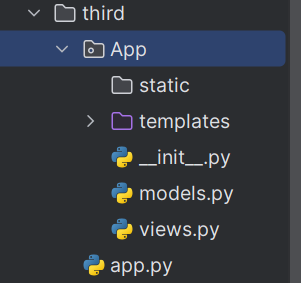 third
App
static
templates
__init__.py
models.py
views.py
app.py